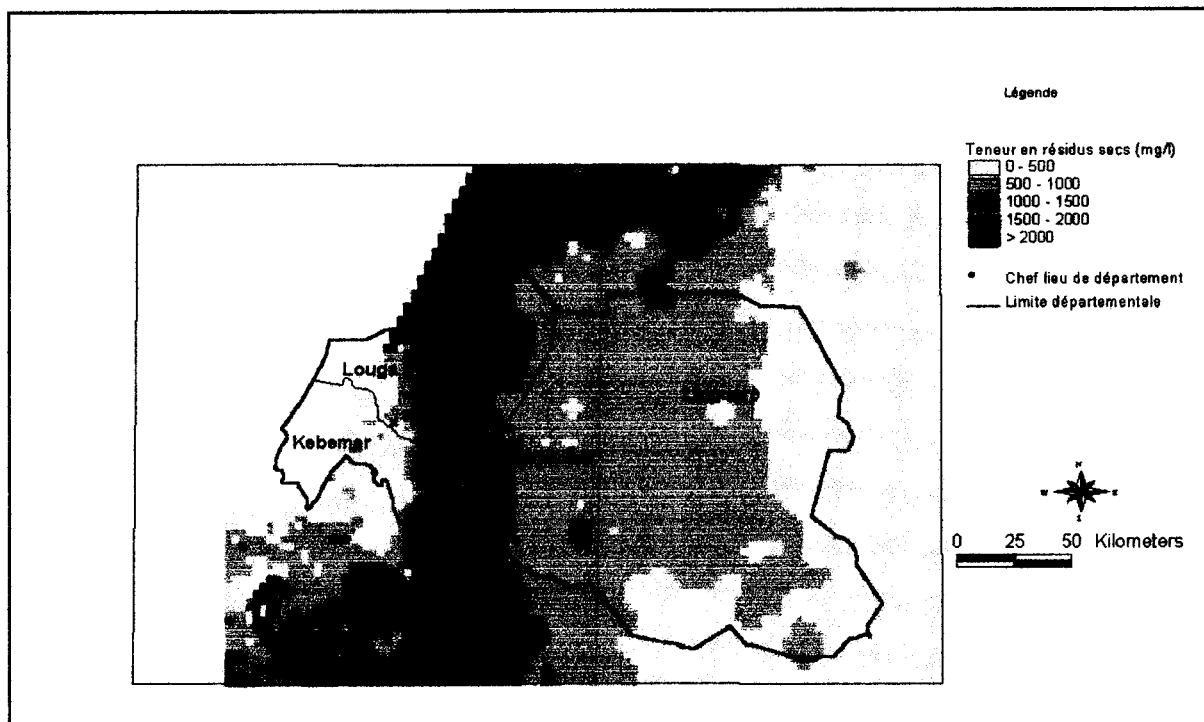 Légende
Teneur en résidus secs (mg/l)
0 - 500
500 - 1000
1000 - 1500
1500 - 2000
> 2000
Chef lieu de département
Limite départementale
Louga
Kebemar
N
W E
S
0 25 50 Kilometers